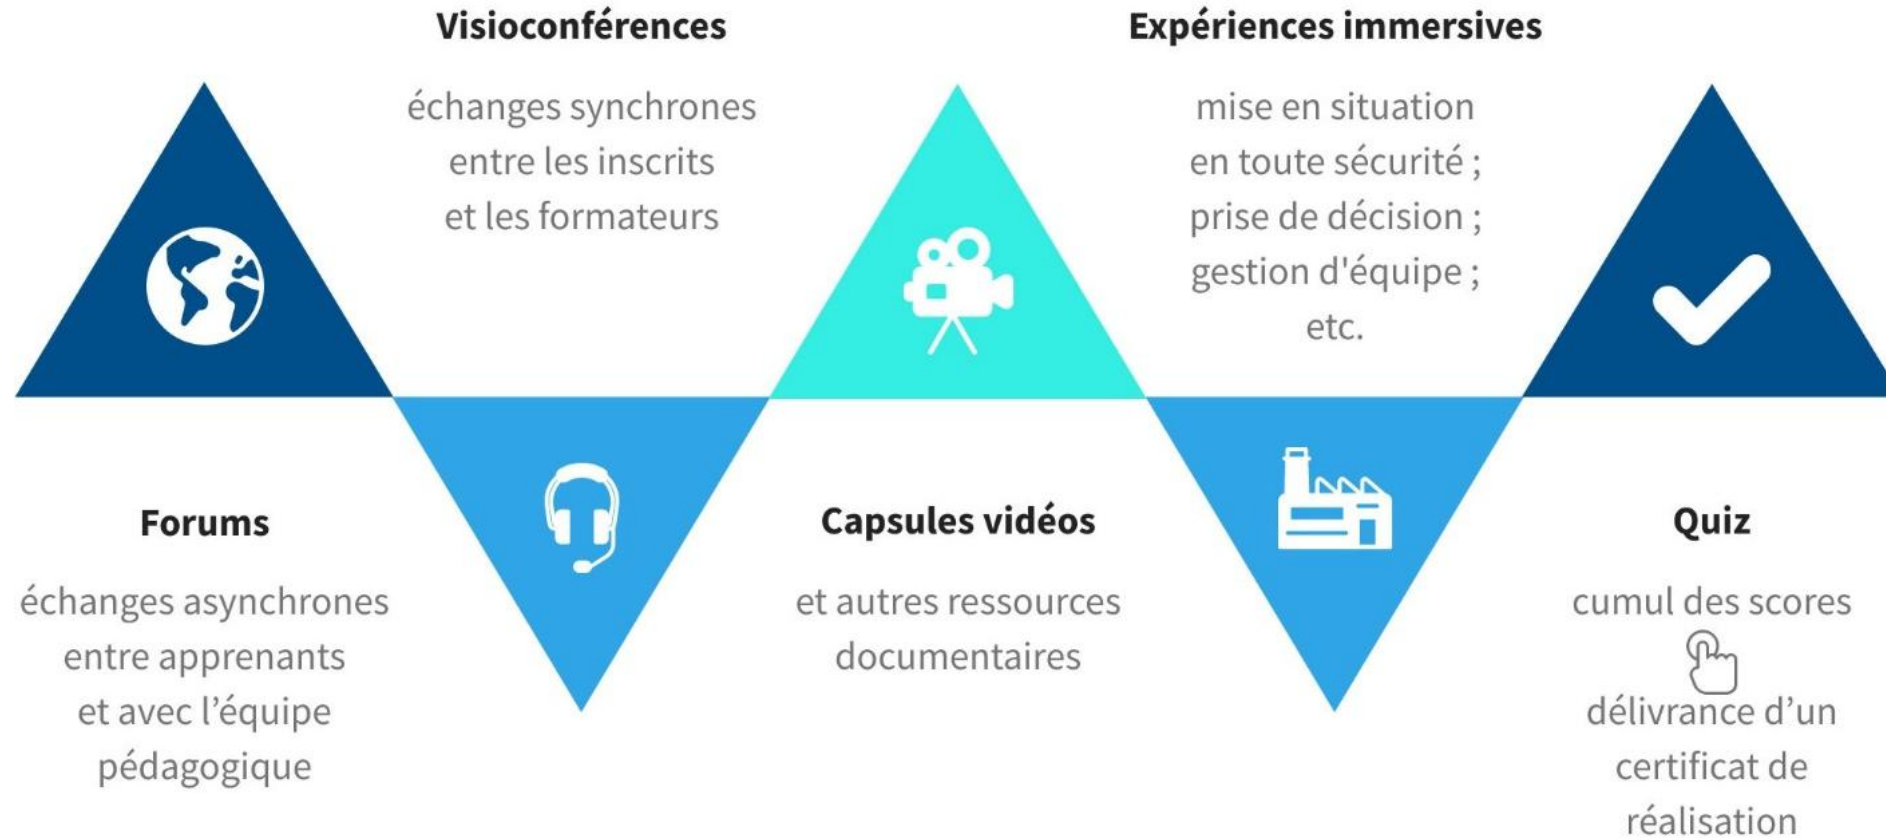 Visioconférences
échanges synchrones
entre les inscrits
et les formateurs
Expériences immersives
mise en situation
en toute sécurité ;
prise de décision ;
gestion d'équipe ;
etc.
Forums
échanges asynchrones
entre apprenants
et avec l’équipe
pédagogique
Capsules vidéos
et autres ressources
documentaires
Quiz
cumul des scores
délivrance d’un
certificat de
réalisation